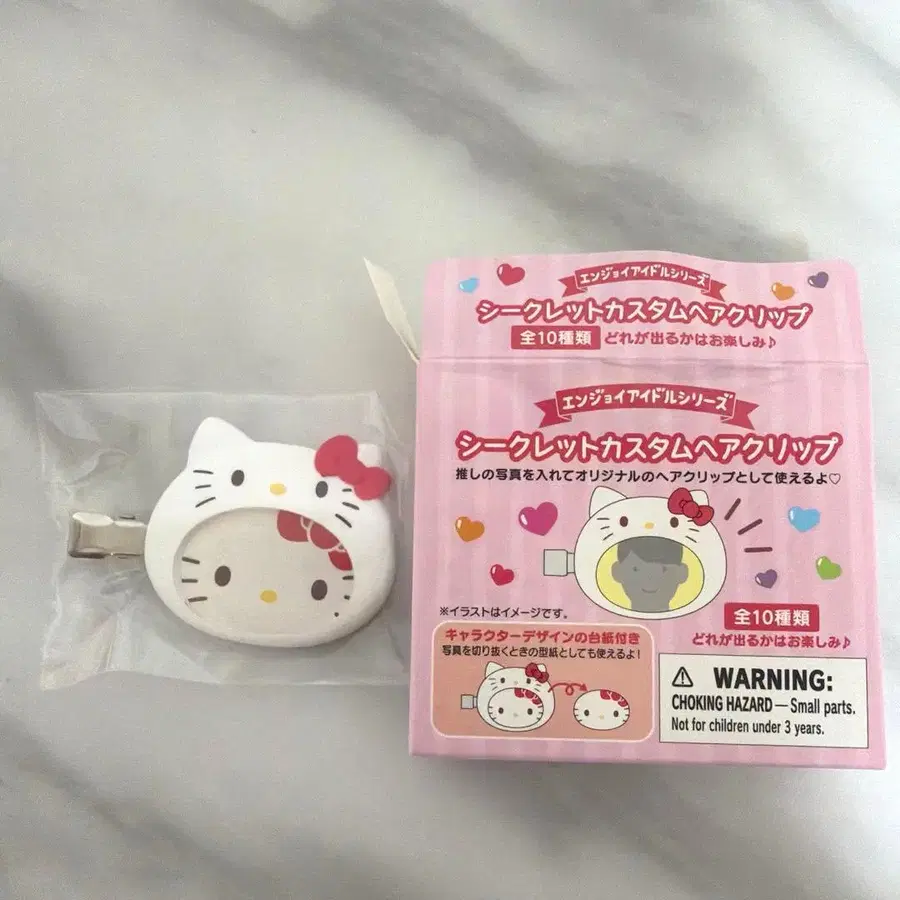 エンジョイアイドルシリーズ
シークレットカスタムヘアクリップ
全10種類 どれが出るかはお楽しみ♪
エンジョイアイドルシリーズ
シークレットカスタムヘアクリップ
推しの写真を入れてオリジナルのヘアクリップとして使えるよ♡
※イラストはイメージです。
全10種類
どれが出るかはお楽しみ♪
キャラクターデザインの台紙付き
写真を切り抜くときの型紙としても使えるよ!
⚠ WARNING:
CHOKING HAZARD — Small parts.
Not for children under 3 years.